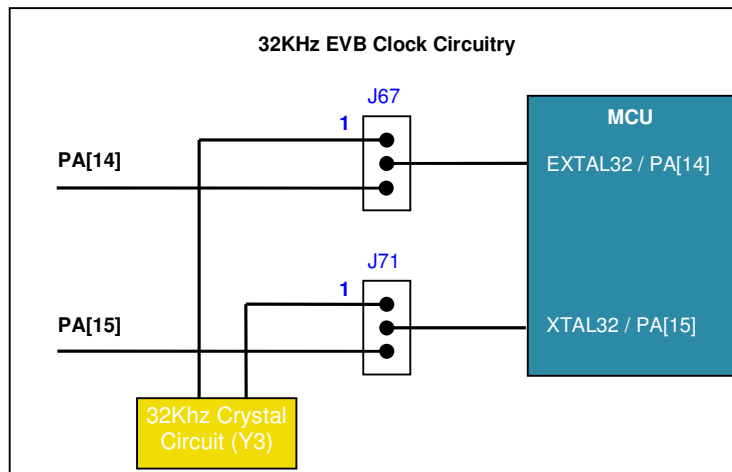 32KHz EVB Clock Circuitry
J67
1
MCU
PA[14]
EXTAL32 / PA[14]
J71
1
PA[15]
XTAL32 / PA[15]
32Khz Crystal
Circuit (Y3)